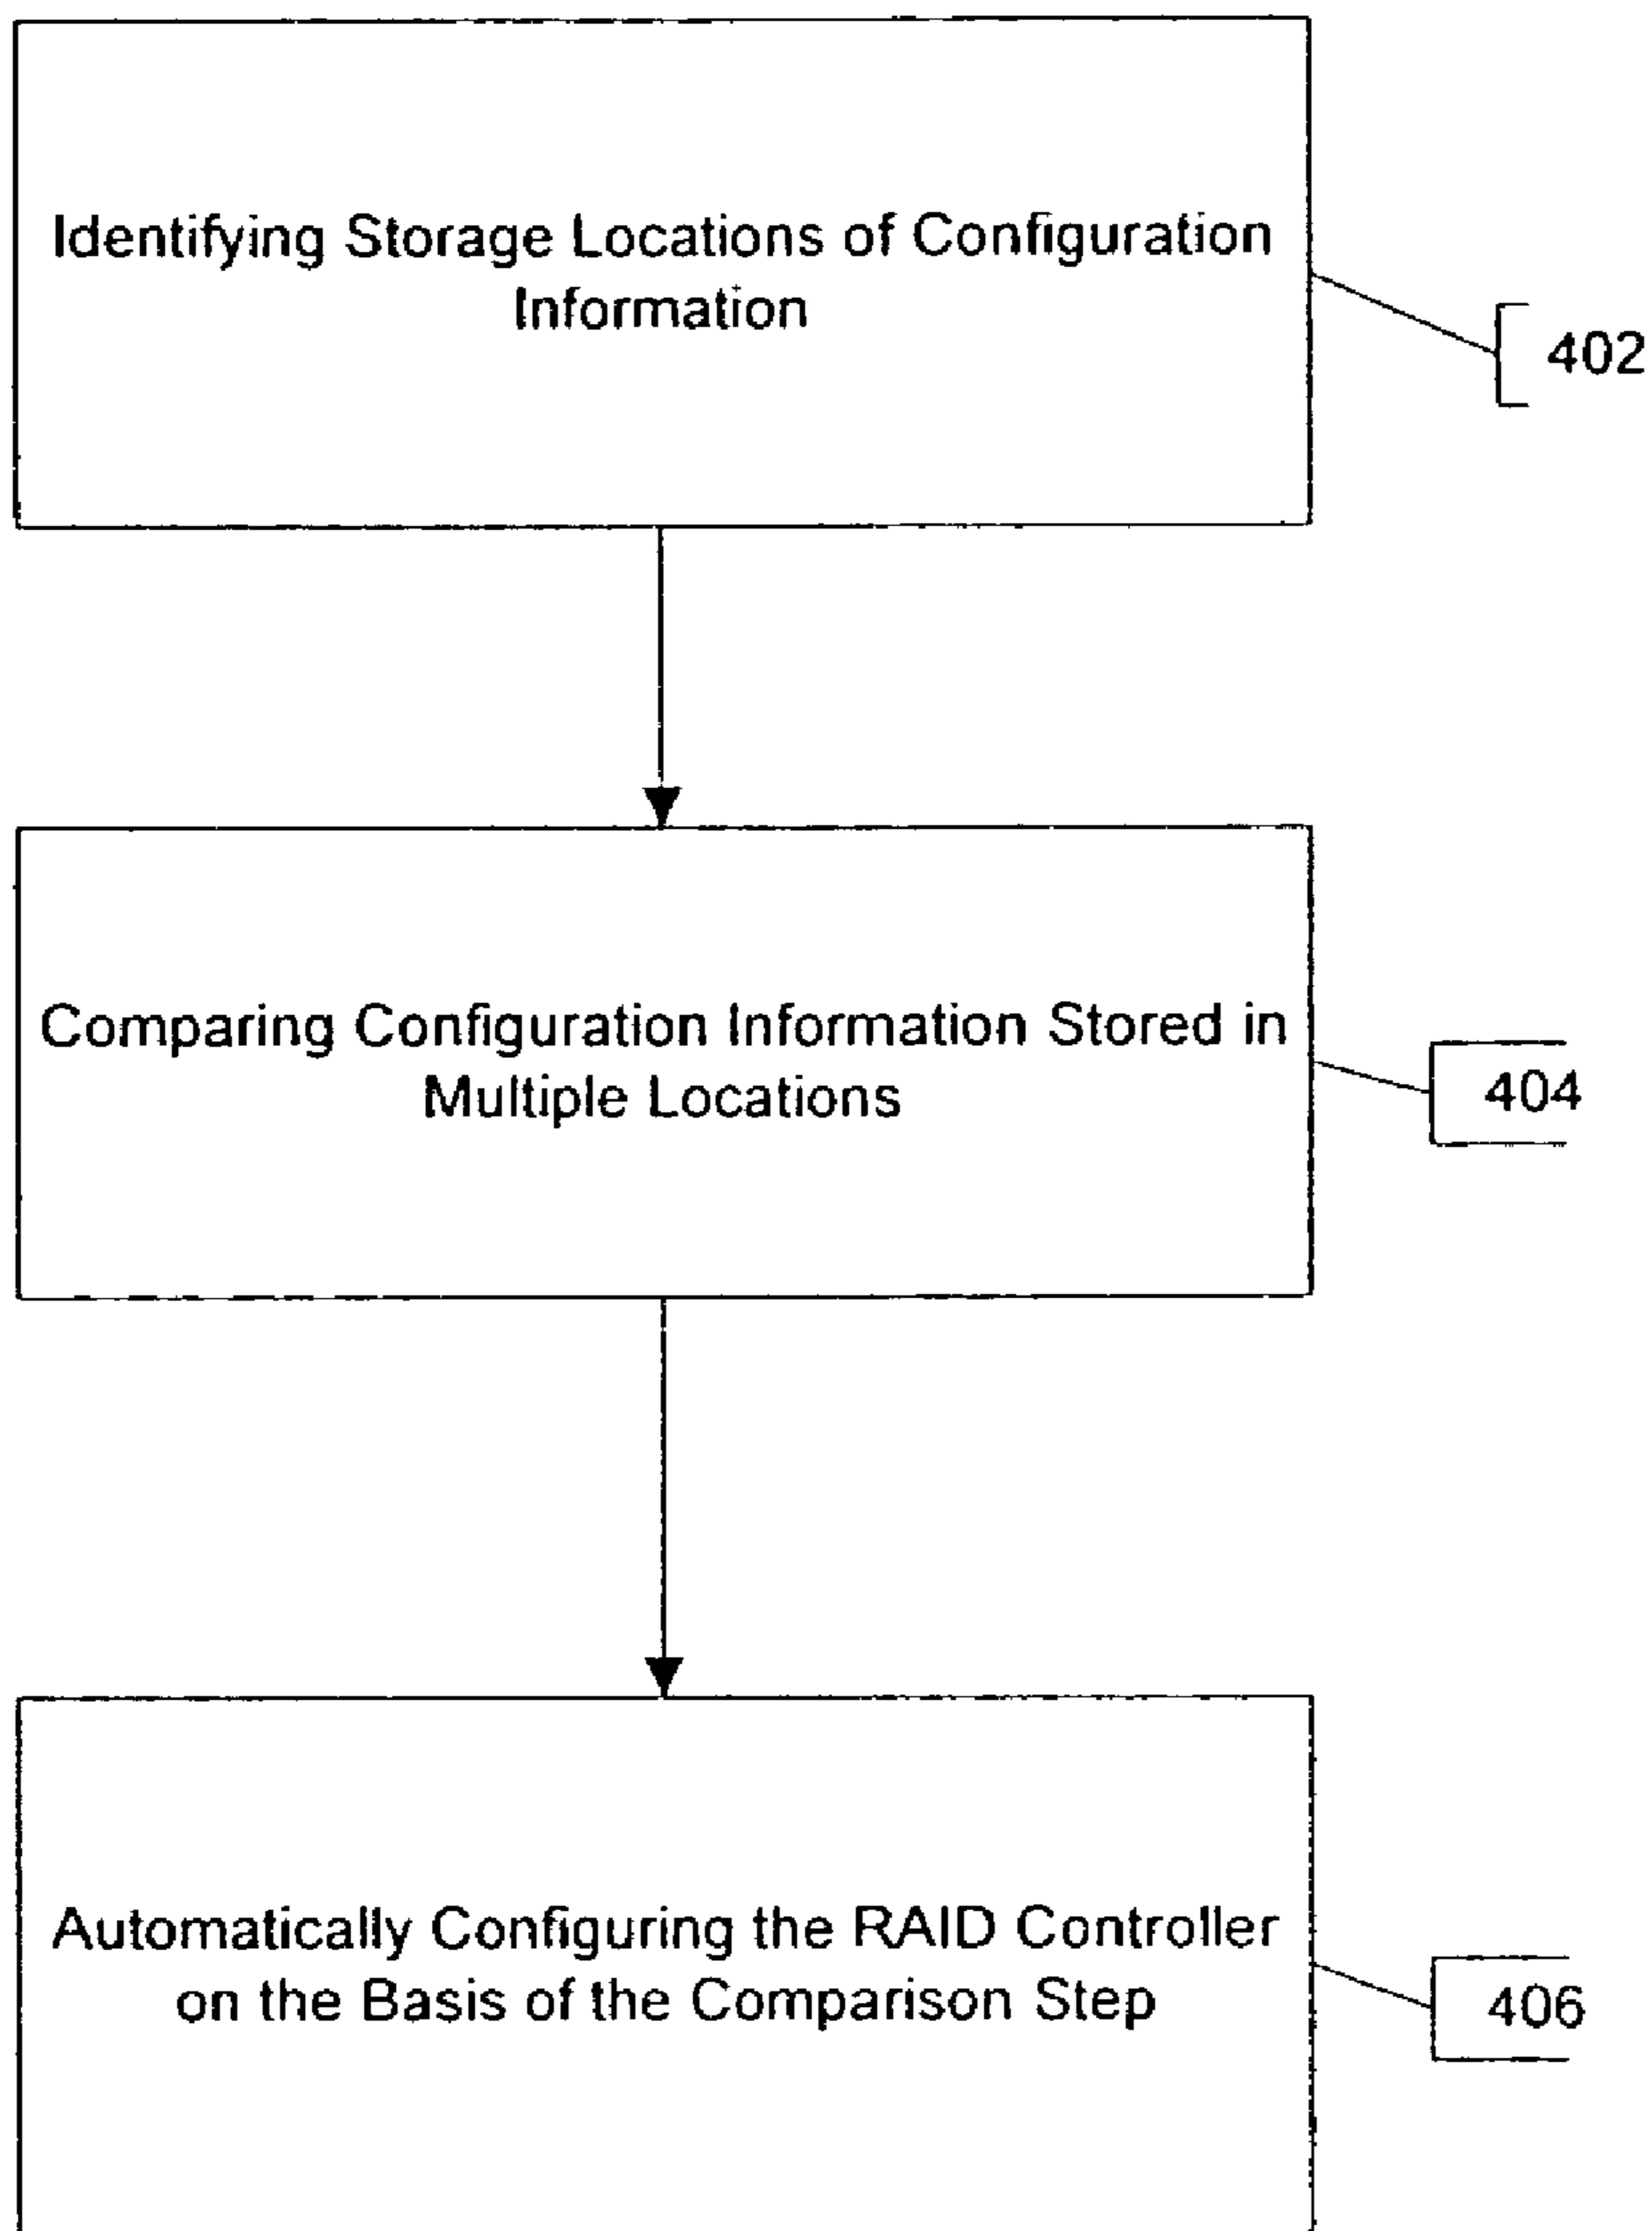 Identifying Storage Locations of Configuration
Information
402
Comparing Configuration Information Stored in
Multiple Locations
404
Automatically Configuring the RAID Controller
on the Basis of the Comparison Step
406